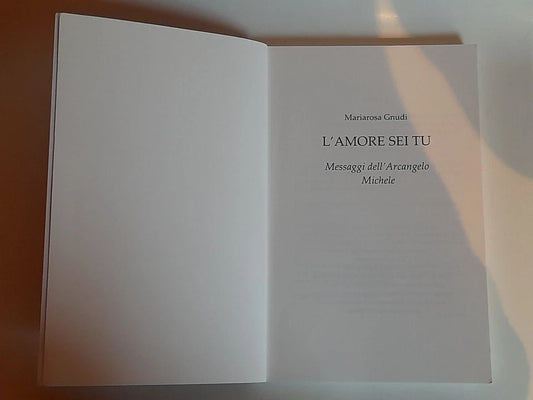 Mariarosa Gnudi
L'AMORE SEI TU
Messaggi dell'Arcangelo
Michele